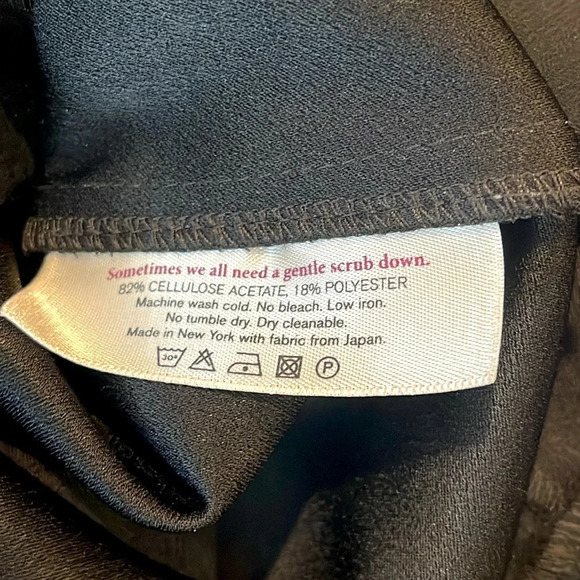 Sometimes we all need a gentle scrub down.
82% CELLULOSE ACETATE, 18% POLYESTER
Machine wash cold. No bleach. Low iron.
No tumble dry. Dry cleanable.
Made in New York with fabric from Japan.
30° P